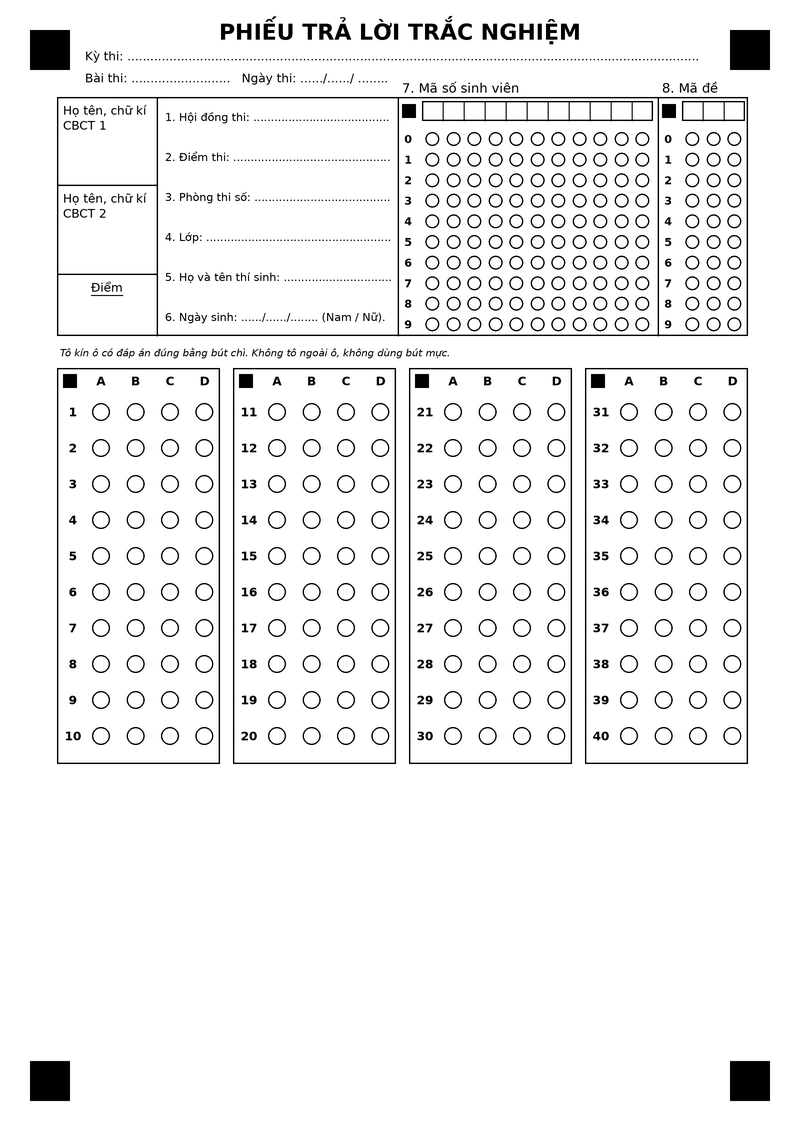 PHIẾU TRẢ LỜI TRẮC NGHIỆM
Kỳ thi: ....................................................................................................................................................
Bài thi: .......................... Ngày thi: ....../....../ ........
7. Mã số sinh viên
8. Mã đề
Họ tên, chữ kí
CBCT 1
Họ tên, chữ kí
CBCT 2
Điểm
1. Hội đồng thi: .......................................
2. Điểm thi: .............................................
3. Phòng thi số: .......................................
4. Lớp: .....................................................
5. Họ và tên thí sinh: ...............................
6. Ngày sinh: ....../....../........ (Nam / Nữ).
0
1
2
3
4
5
6
7
8
9
0
1
2
3
4
5
6
7
8
9
Tô kín ô có đáp án đúng bằng bút chì. Không tô ngoài ô, không dùng bút mực.
A B C D
1
2
3
4
5
6
7
8
9
10
A B C D
11
12
13
14
15
16
17
18
19
20
A B C D
21
22
23
24
25
26
27
28
29
30
A B C D
31
32
33
34
35
36
37
38
39
40